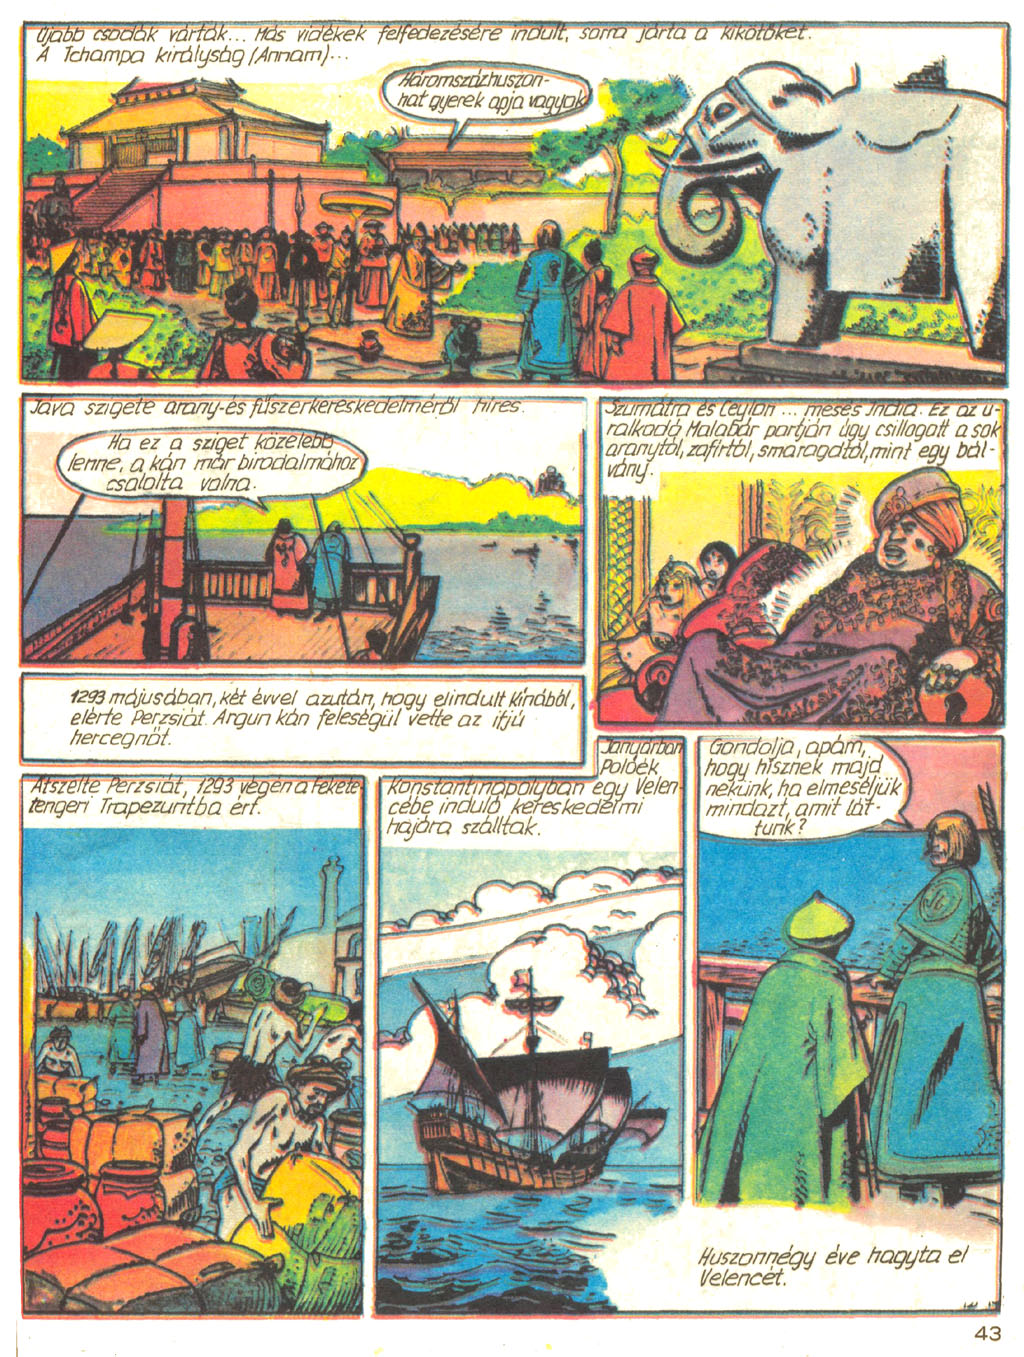 Újabb csodák várták... Más vidékek felfedezésére indult, sorra járta a kikötőket.
A Tchampa királyság (Annam)...
Háromszázhuszon-
hat gyerek apja vagyok
Jáva szigete arany-és fűszerkereskedelméről híres.
Ha ez a sziget közelebb
lenne, a kán már birodalmához
csatolta volna.
Szumátra és Ceylon ... mesés India. Ez az u-
ralkodó Malabár partján úgy csillogott a sok
aranytól, zafirtól, smaragdtól, mint egy bál-
vány.
1293 májusában, két évvel azután, hogy elindult Kínából,
elérte Perzsiát. Argun kán feleségül vette az ifjú
hercegnőt.
Átszelte Perzsiát, 1293 végén a Fekete-
tengeri Trapezuntba ért.
Januárban
Polóék
Konstantinápolyban egy Velen-
cébe induló kereskedelmi
hajóra szálltak.
Gondolja, apám,
hogy hisznek majd
nekünk, ha elmeséljük
mindazt, amit lát-
tunk?
Huszonnégy éve hagyta el
Velencét.
43